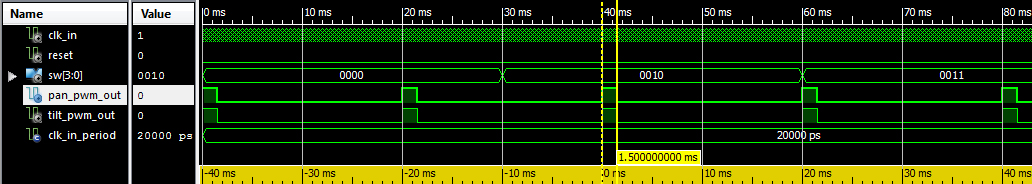 Name Value 0 ms 10 ms 20 ms 30 ms 40 ms 50 ms 60 ms 70 ms 80 ms
clk_in 1
reset 0
sw[3:0] 0010 0000 0010 0011
pan_pwm_out 0
tilt_pwm_out 0
clk_in_period 20000 ps 20000 ps
1.500000000 ms
-40 ms -30 ms -20 ms -10 ms 0 ms 10 ms 20 ms 30 ms 40 ms